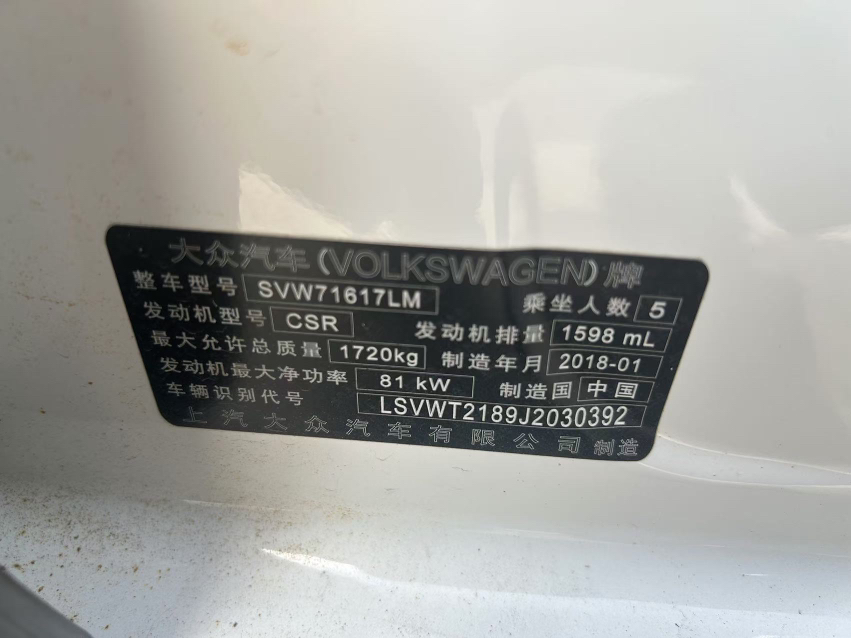 大众汽车(VOLKSWAGEN)牌
整车型号 SVW71617LM 乘坐人数 5
发动机型号 CSR 发动机排量 1598 mL
最大允许总质量 1720kg 制造年月 2018-01
发动机最大净功率 81 kW 制造国 中国
车辆识别代号 LSVWT2189J2030392
上汽大众汽车有限公司 制造